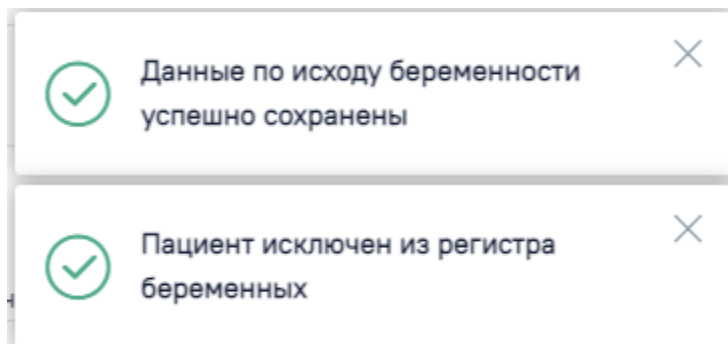 Данные по исходу беременности
успешно сохранены
Пациент исключен из регистра
беременных